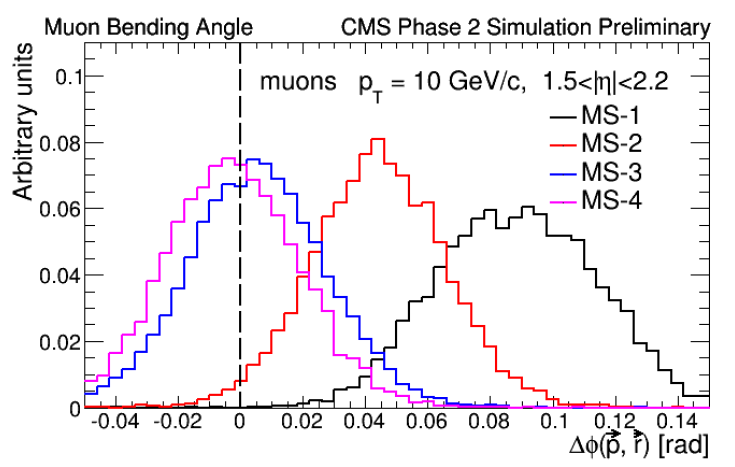 Muon Bending Angle CMS Phase 2 Simulation Preliminary
Arbitrary units
muons p_T = 10 GeV/c, 1.5<|η|<2.2
MS-1
MS-2
MS-3
MS-4
0.1
0.08
0.06
0.04
0.02
0
-0.04 -0.02 0 0.02 0.04 0.06 0.08 0.1 0.12 0.14
Δϕ(p⃗, r⃗) [rad]